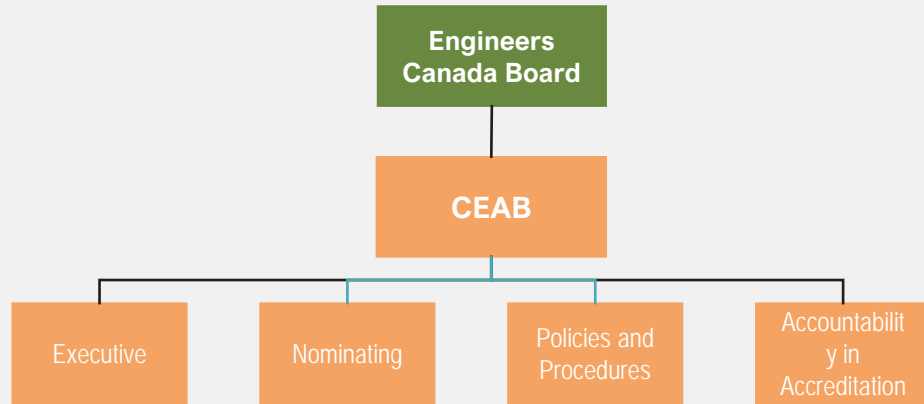 Engineers
Canada Board
CEAB
Executive
Nominating
Policies and
Procedures
Accountabilit
y in
Accreditation